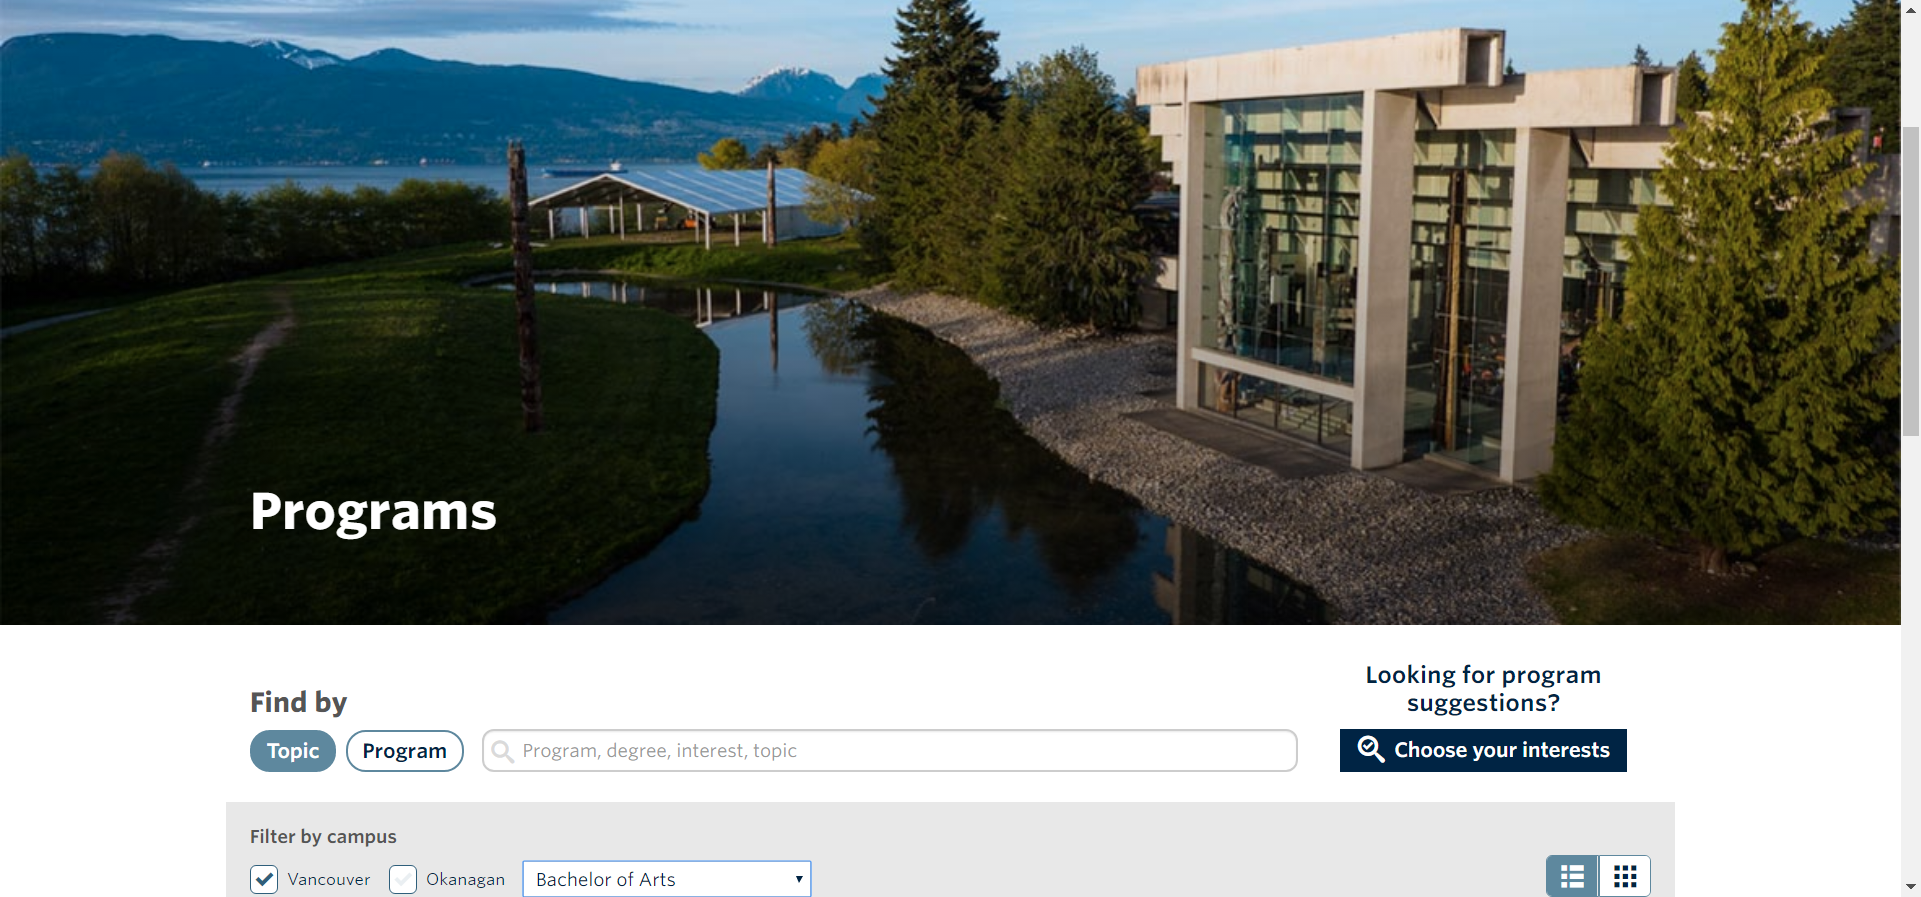 Programs
Find by
Topic
Program
Program, degree, interest, topic
Looking for program
suggestions?
Choose your interests
Filter by campus
Vancouver
Okanagan
Bachelor of Arts